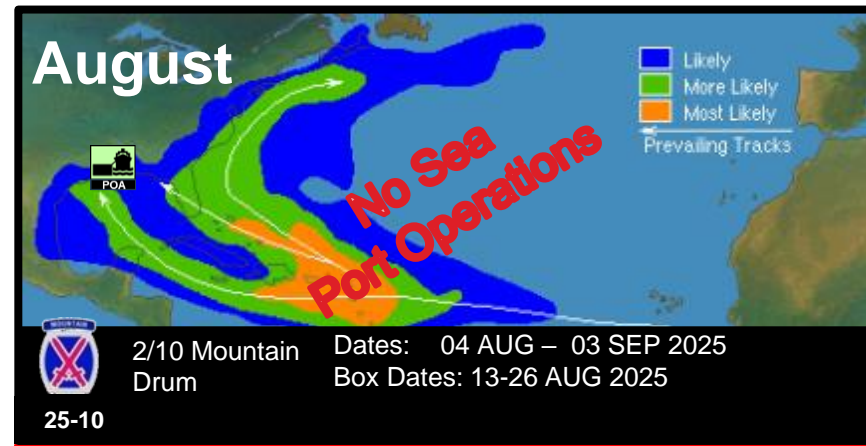 August
Likely
More Likely
Most Likely
Prevailing Tracks
POA
No Sea
Port Operations
MOUNTAIN
2/10 Mountain
Drum
Dates: 04 AUG – 03 SEP 2025
Box Dates: 13-26 AUG 2025
25-10